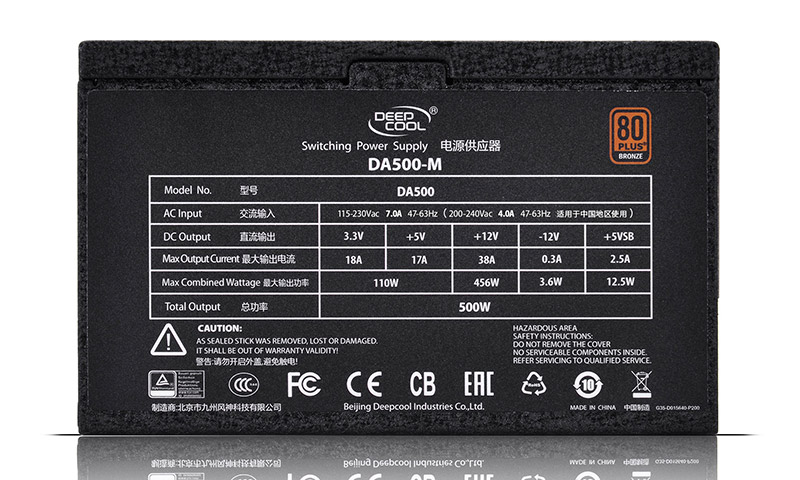 DEEP
COOL®
Switching Power Supply 电源供应器
DA500-M
80
PLUS®
BRONZE
Model No. 型号 DA500
AC Input 交流输入 115-230Vac 7.0A 47-63Hz ( 200-240Vac 4.0A 47-63Hz 适用于中国地区使用 )
DC Output 直流输出 3.3V +5V +12V -12V +5VSB
Max Output Current 最大输出电流 18A 17A 38A 0.3A 2.5A
Max Combined Wattage 最大输出功率 110W 456W 3.6W 12.5W
Total Output 总功率 500W
CAUTION:
AS SEALED STICK WAS REMOVED, LOST OR DAMAGED.
IT SHALL BE OUT OF WARRANTY VALIDITY!
警告:请勿开启外盖,避免触电!
HAZARDOUS AREA
SAFETY INSTRUCTIONS:
DO NOT REMOVE THE COVER
NO SERVICEABLE COMPONENTS INSIDE.
REFER SERVICING TO QUALIFIED SERVICE.
CCC FC CE CB EAC 10
制造商:北京市九州风神科技有限公司 Beijing Deepcool Industries Co.,Ltd. MADE IN CHINA 中国制造 G35-D015640-P200